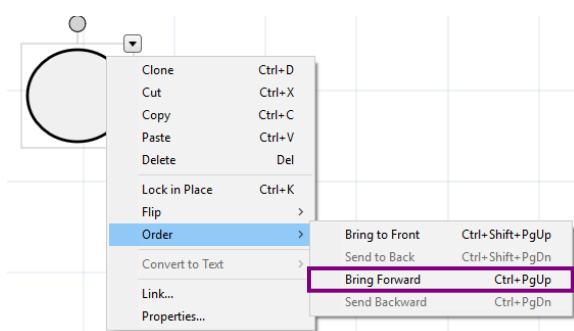 Clone Ctrl+D
Cut Ctrl+X
Copy Ctrl+C
Paste Ctrl+V
Delete Del
Lock in Place Ctrl+K
Flip >
Order >
Convert to Text >
Link...
Properties...
Bring to Front Ctrl+Shift+PgUp
Send to Back Ctrl+Shift+PgDn
Bring Forward Ctrl+PgUp
Send Backward Ctrl+PgDn